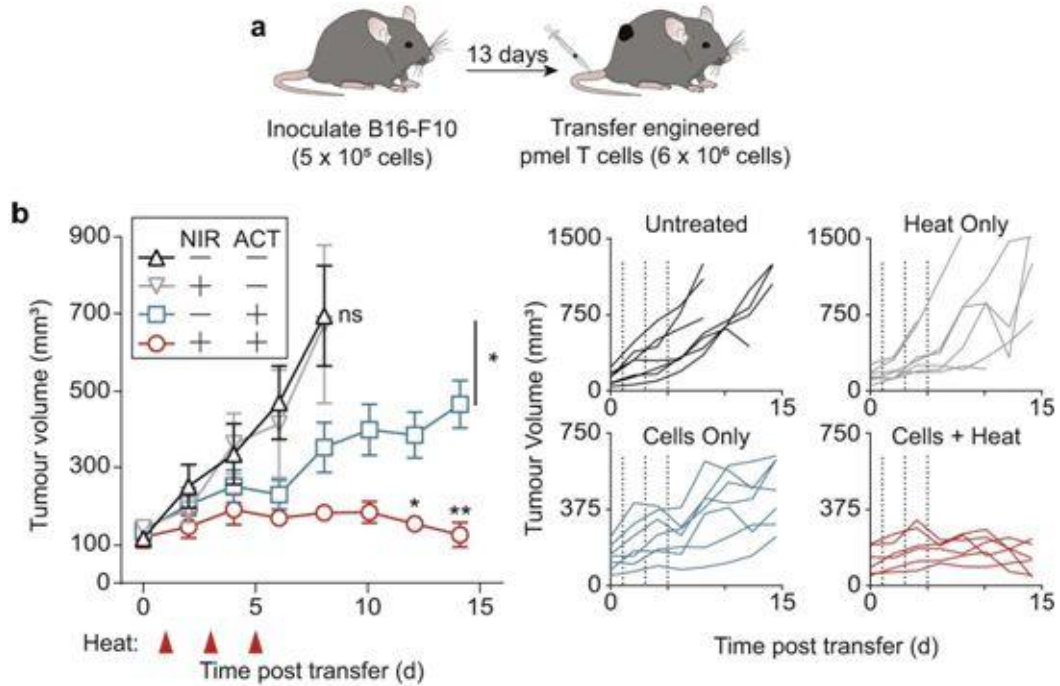 a
13 days
Inoculate B16-F10
(5 x 10⁵ cells)
Transfer engineered
pmel T cells (6 x 10⁶ cells)
b
NIR ACT
− −
+ −
− +
+ +
900
700
500
300
100
0
Tumour volume (mm³)
ns
*
*
**
0 5 10 15
Heat:
Time post transfer (d)
Untreated
Heat Only
1500
750
0
0 15
1500
750
0
0 15
Tumour Volume (mm³)
Cells Only
Cells + Heat
750
375
0
0 15
750
375
0
0 15
Time post transfer (d)